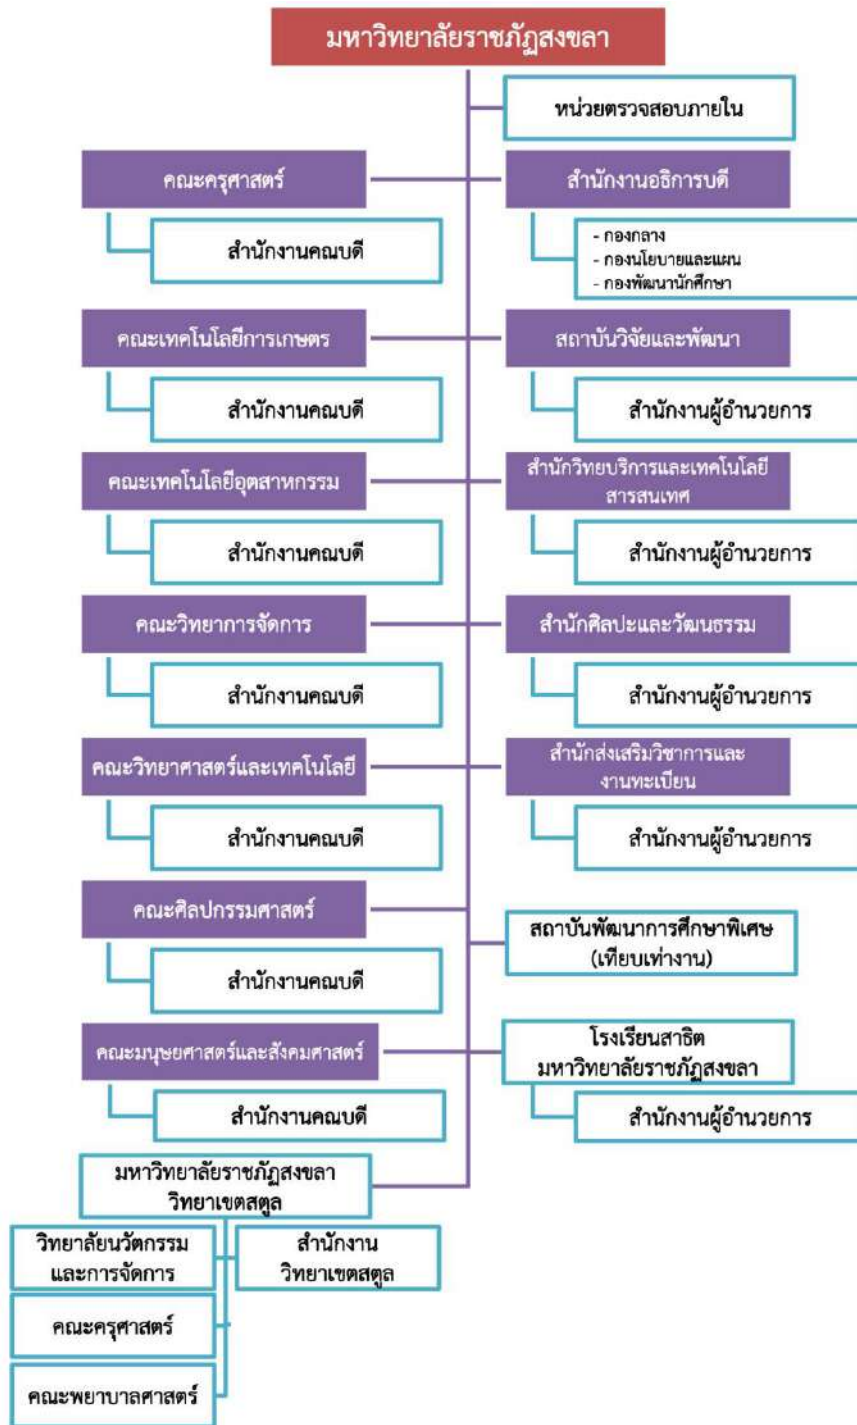 มหาวิทยาลัยราชภัฏสงขลา
หน่วยตรวจสอบภายใน
คณะครุศาสตร์
สำนักงานอธิการบดี
สำนักงานคณบดี
- กองกลาง
- กองนโยบายและแผน
- กองพัฒนานักศึกษา
คณะเทคโนโลยีการเกษตร
สถาบันวิจัยและพัฒนา
สำนักงานคณบดี
สำนักงานผู้อำนวยการ
คณะเทคโนโลยีอุตสาหกรรม
สำนักวิทยบริการและเทคโนโลยี
สารสนเทศ
สำนักงานคณบดี
สำนักงานผู้อำนวยการ
คณะวิทยาการจัดการ
สำนักศิลปะและวัฒนธรรม
สำนักงานคณบดี
สำนักงานผู้อำนวยการ
คณะวิทยาศาสตร์และเทคโนโลยี
สำนักส่งเสริมวิชาการและ
งานทะเบียน
สำนักงานคณบดี
สำนักงานผู้อำนวยการ
คณะศิลปกรรมศาสตร์
สถาบันพัฒนาการศึกษาพิเศษ
(เทียบเท่างาน)
สำนักงานคณบดี
คณะมนุษยศาสตร์และสังคมศาสตร์
โรงเรียนสาธิต
มหาวิทยาลัยราชภัฏสงขลา
สำนักงานคณบดี
สำนักงานผู้อำนวยการ
มหาวิทยาลัยราชภัฏสงขลา
วิทยาเขตสตูล
วิทยาลัยนวัตกรรม
และการจัดการ
สำนักงาน
วิทยาเขตสตูล
คณะครุศาสตร์
คณะพยาบาลศาสตร์